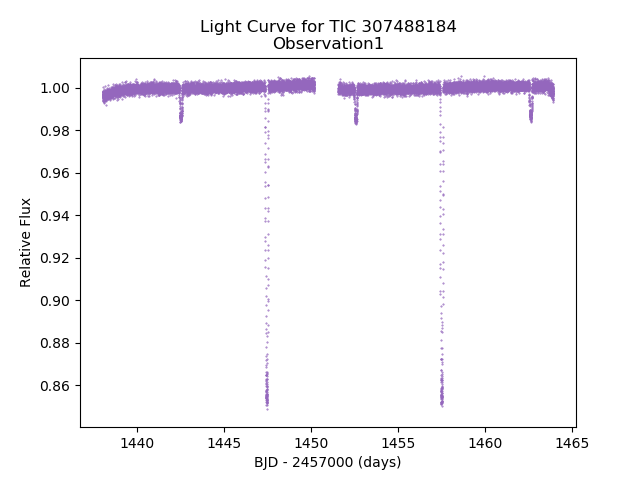 Light Curve for TIC 307488184
Observation1
1.00
0.98
0.96
0.94
0.92
0.90
0.88
0.86
Relative Flux
1440 1445 1450 1455 1460 1465
BJD - 2457000 (days)